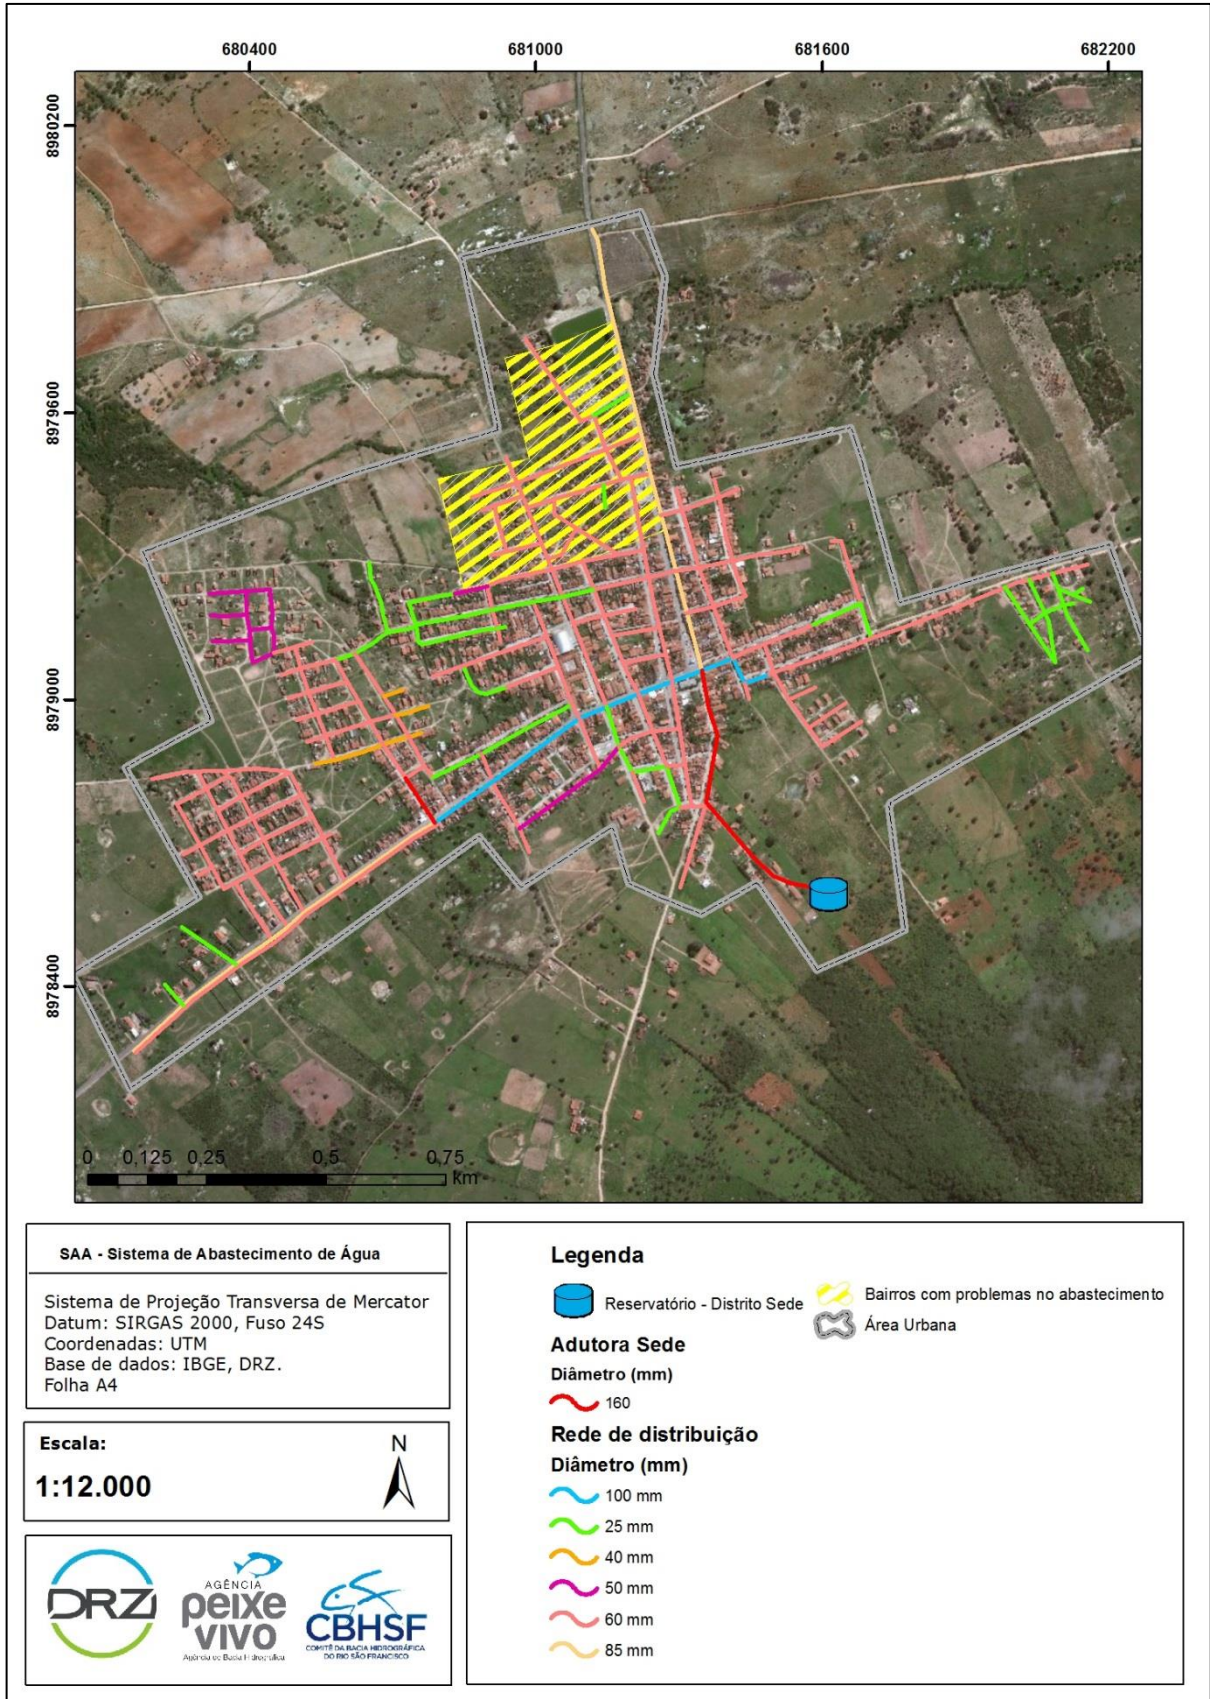 680400 681000 681600 682200
8980200
8979600
8979000
8978400
0 0,125 0,25 0,5 0,75
Km
SAA - Sistema de Abastecimento de Água
Sistema de Projeção Transversa de Mercator
Datum: SIRGAS 2000, Fuso 24S
Coordenadas: UTM
Base de dados: IBGE, DRZ.
Folha A4
Escala:
1:12.000
N
DRZ
AGÊNCIA
peixe
vivo
Agência de Bacia Hidrográfica
CBHSF
COMITÊ DA BACIA HIDROGRÁFICA
DO RIO SÃO FRANCISCO
Legenda
Reservatório - Distrito Sede
Bairros com problemas no abastecimento
Área Urbana
Adutora Sede
Diâmetro (mm)
160
Rede de distribuição
Diâmetro (mm)
100 mm
25 mm
40 mm
50 mm
60 mm
85 mm